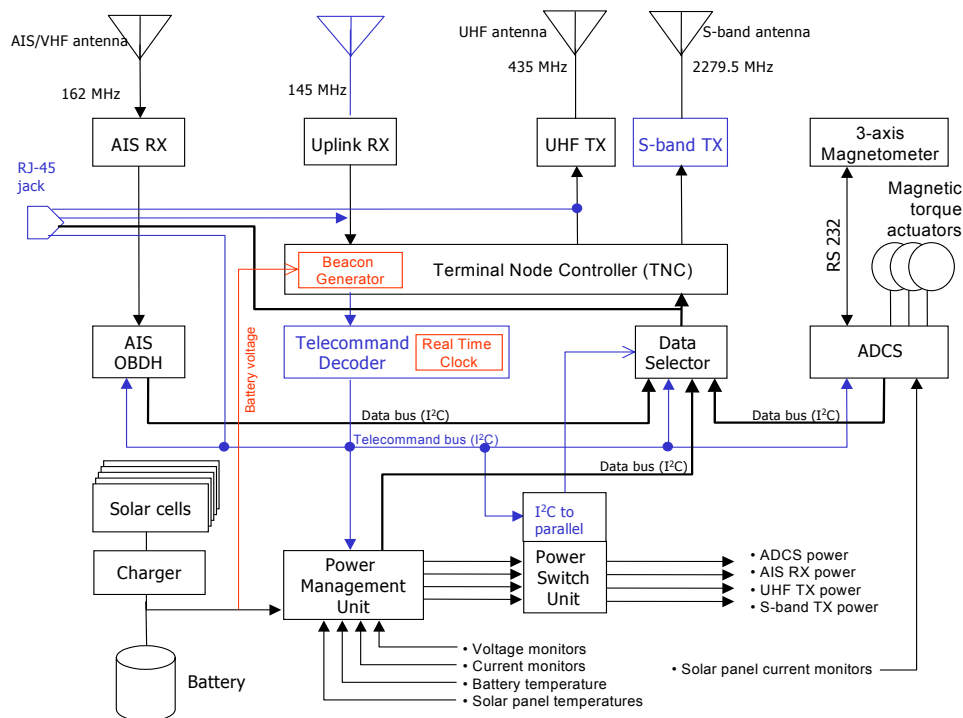 AIS/VHF antenna
UHF antenna
S-band antenna
162 MHz
145 MHz
435 MHz
2279.5 MHz
AIS RX
Uplink RX
UHF TX
S-band TX
3-axis
Magnetometer
RJ-45
jack
Magnetic
torque
actuators
RS 232
Beacon
Generator
Terminal Node Controller (TNC)
Battery voltage
AIS
OBDH
Telecommand
Decoder
Real Time
Clock
Data
Selector
ADCS
Data bus (I²C)
Data bus (I²C)
Telecommand bus (I²C)
Data bus (I²C)
Solar cells
I²C to
parallel
Charger
Power
Management
Unit
Power
Switch
Unit
• ADCS power
• AIS RX power
• UHF TX power
• S-band TX power
Battery
• Voltage monitors
• Current monitors
• Battery temperature
• Solar panel temperatures
• Solar panel current monitors